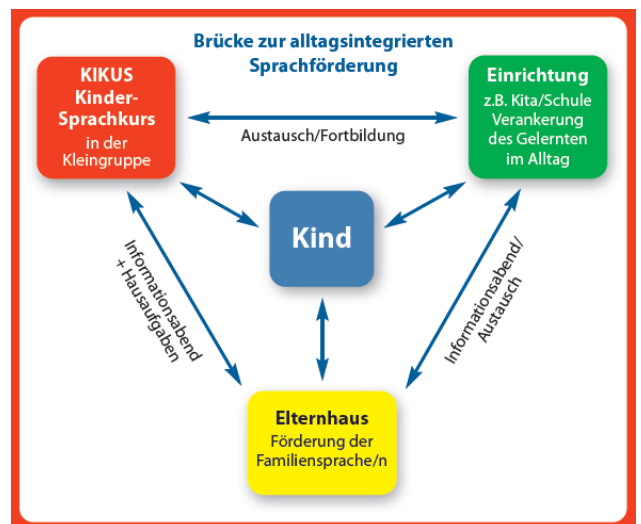 Brücke zur alltagsintegrierten
Sprachförderung
KIKUS
Kinder-
Sprachkurs
in der
Kleingruppe
Austausch/Fortbildung
Einrichtung
z.B. Kita/Schule
Verankerung
des Gelernten
im Alltag
Kind
Informationsabend
+ Hausaufgaben
Informationsabend/
Austausch
Elternhaus
Förderung der
Familiensprache/n